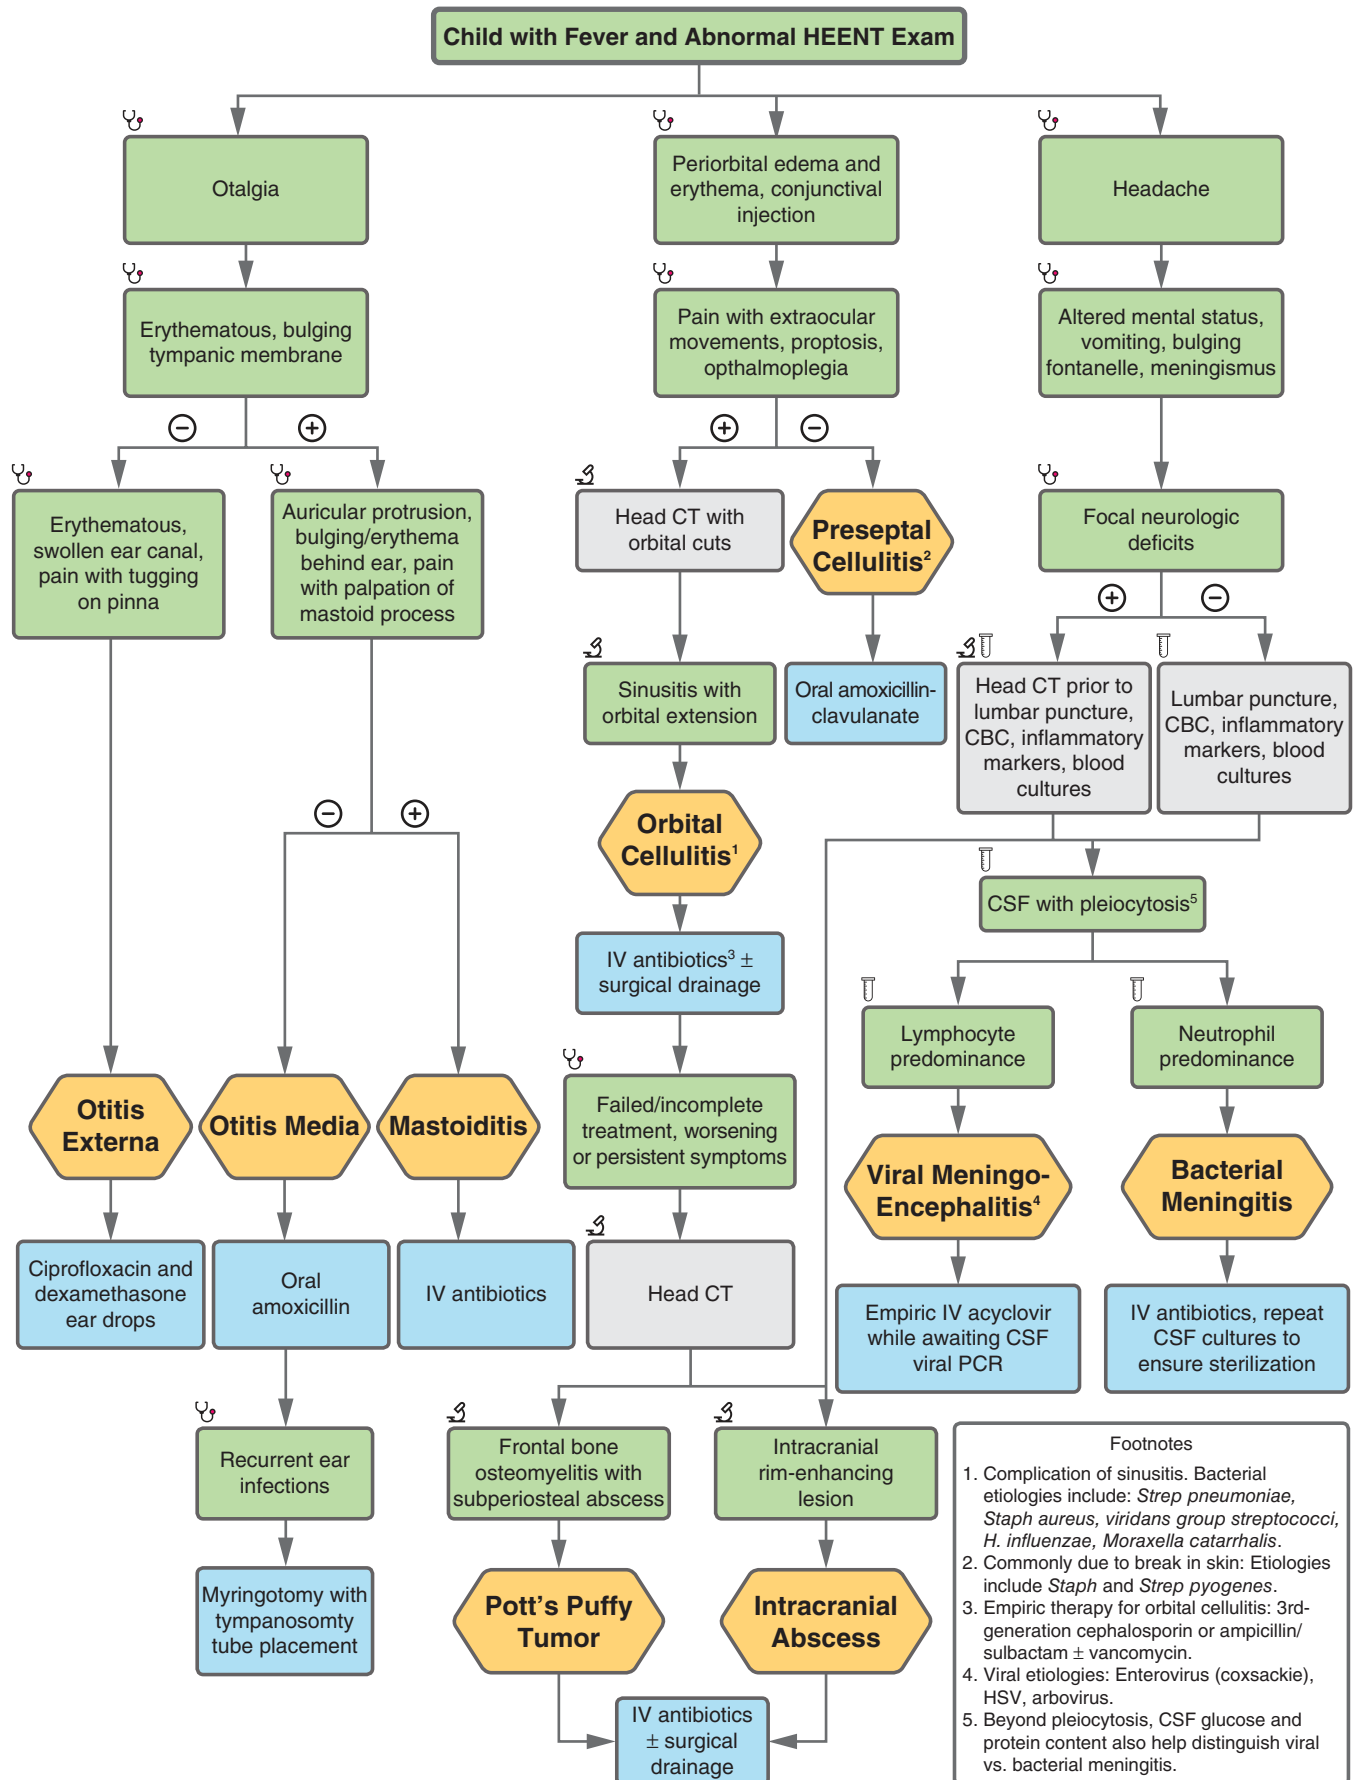 Child with Fever and Abnormal HEENT Exam
Otalgia
Periorbital edema and
erythema, conjunctival
injection
Headache
Erythematous, bulging
tympanic membrane
Pain with extraocular
movements, proptosis,
opthalmoplegia
Altered mental status,
vomiting, bulging
fontanelle, meningismus
Erythematous,
swollen ear canal,
pain with tugging
on pinna
Auricular protrusion,
bulging/erythema
behind ear, pain
with palpation of
mastoid process
Head CT with
orbital cuts
Preseptal
Cellulitis2
Focal neurologic
deficits
Sinusitis with
orbital extension
Oral amoxicillin-
clavulanate
Head CT prior to
lumbar puncture,
CBC, inflammatory
markers, blood
cultures
Lumbar puncture,
CBC, inflammatory
markers, blood
cultures
Orbital
Cellulitis1
CSF with pleiocytosis5
IV antibiotics3 ±
surgical drainage
Lymphocyte
predominance
Neutrophil
predominance
Otitis
Externa
Otitis Media
Mastoiditis
Failed/incomplete
treatment, worsening
or persistent symptoms
Viral Meningo-
Encephalitis4
Bacterial
Meningitis
Ciprofloxacin and
dexamethasone
ear drops
Oral
amoxicillin
IV antibiotics
Head CT
Empiric IV acyclovir
while awaiting CSF
viral PCR
IV antibiotics, repeat
CSF cultures to
ensure sterilization
Recurrent ear
infections
Frontal bone
osteomyelitis with
subperiosteal abscess
Intracranial
rim-enhancing
lesion
Myringotomy with
tympanosomty
tube placement
Pott's Puffy
Tumor
Intracranial
Abscess
IV antibiotics
± surgical
drainage
Footnotes
1. Complication of sinusitis. Bacterial
etiologies include: Strep pneumoniae,
Staph aureus, viridans group streptococci,
H. influenzae, Moraxella catarrhalis.
2. Commonly due to break in skin: Etiologies
include Staph and Strep pyogenes.
3. Empiric therapy for orbital cellulitis: 3rd-
generation cephalosporin or ampicillin/
sulbactam ± vancomycin.
4. Viral etiologies: Enterovirus (coxsackie),
HSV, arbovirus.
5. Beyond pleiocytosis, CSF glucose and
protein content also help distinguish viral
vs. bacterial meningitis.